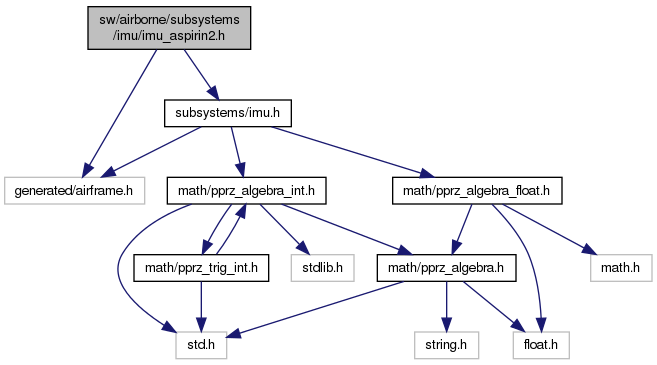 sw/airborne/subsystems
/imu/imu_aspirin2.h
subsystems/imu.h
generated/airframe.h
math/pprz_algebra_int.h
math/pprz_algebra_float.h
math/pprz_trig_int.h
stdlib.h
math/pprz_algebra.h
math.h
std.h
string.h
float.h